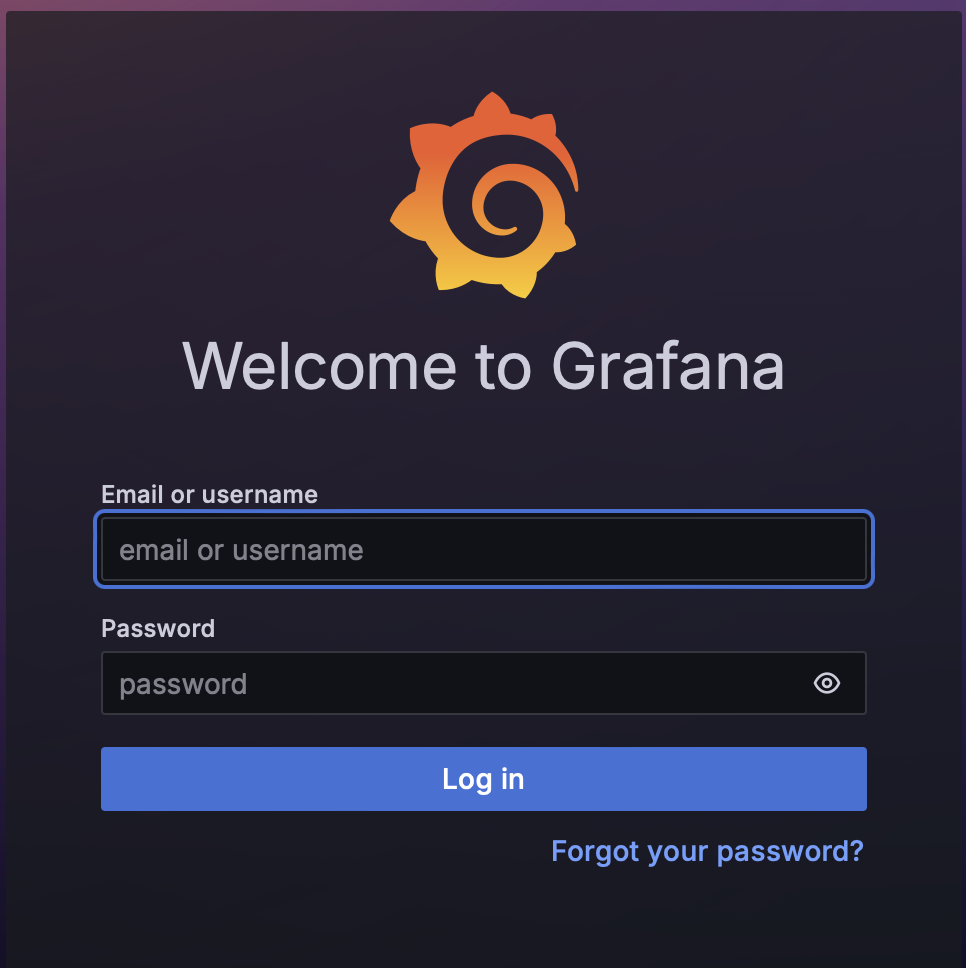 Welcome to Grafana
Email or username
email or username
Password
password
Log in
Forgot your password?